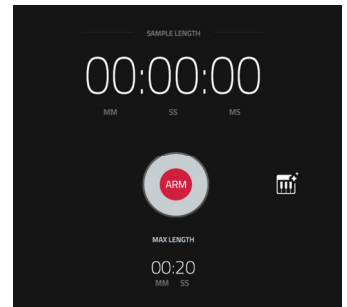 SAMPLE LENGTH
00:00:00
MM SS MS
ARM
MAX LENGTH
00:20
MM SS